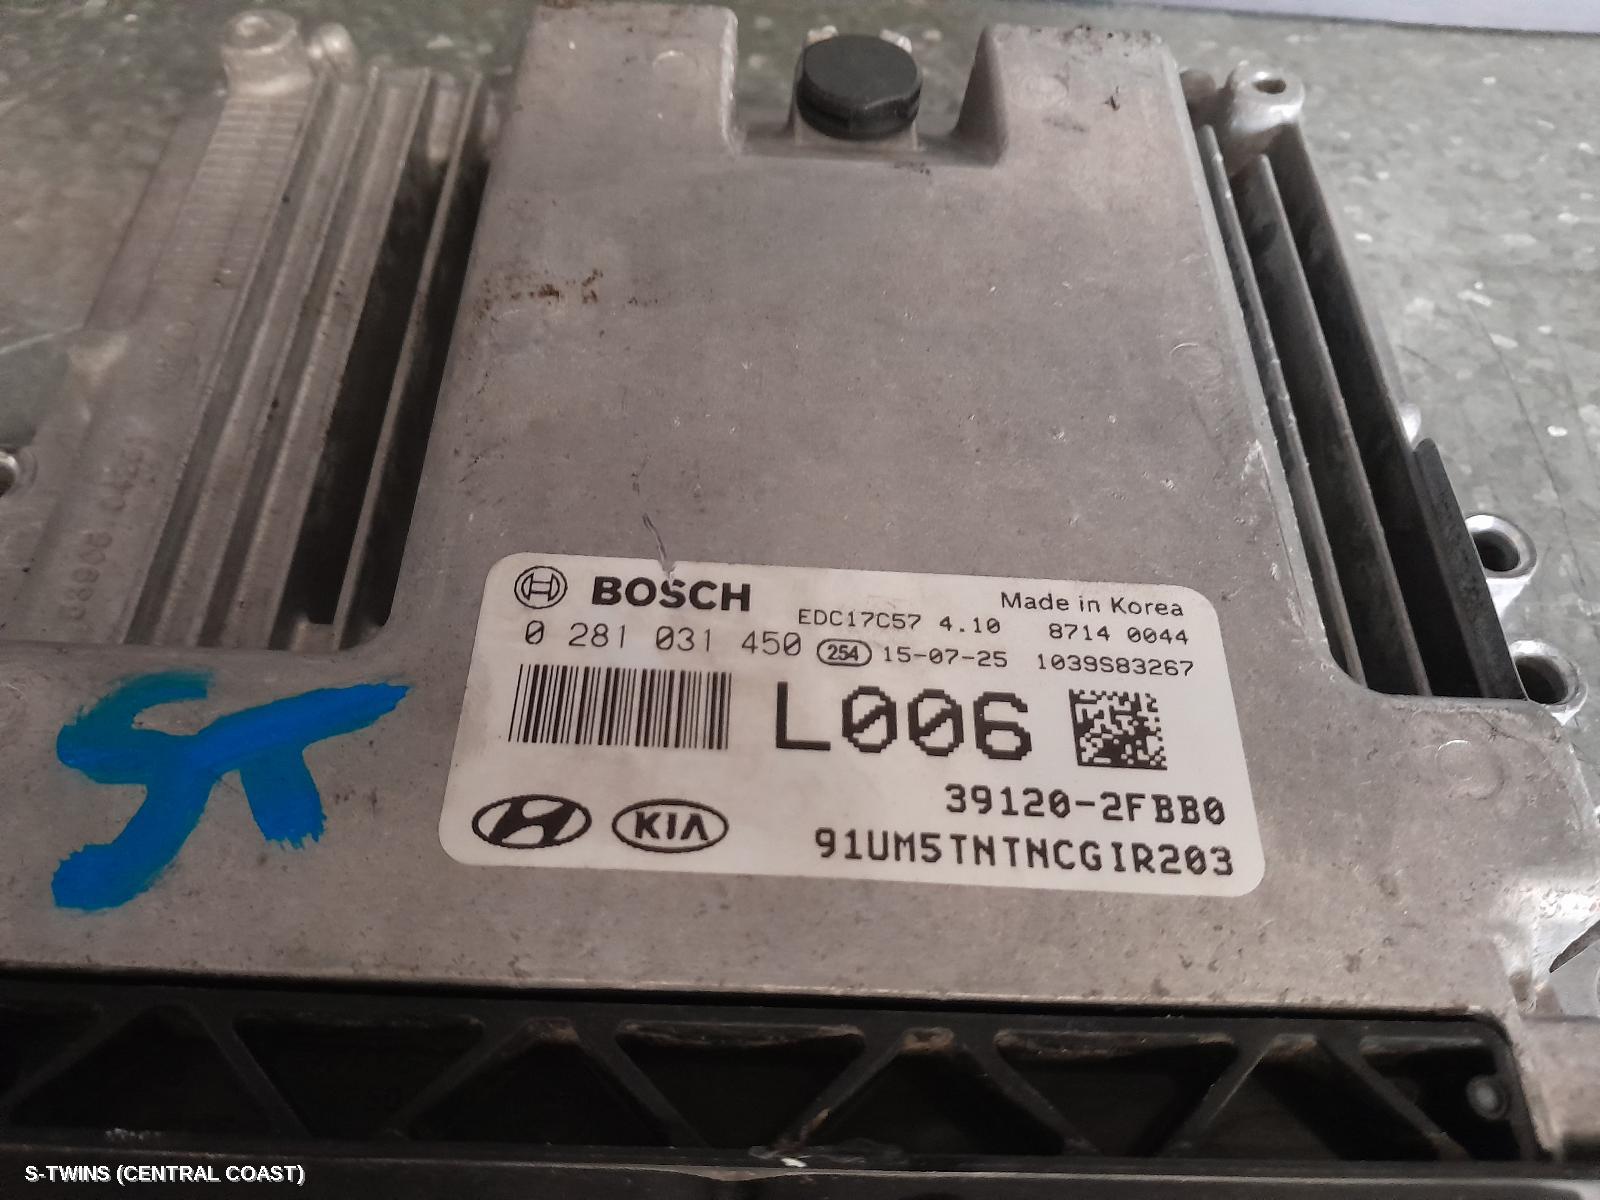 BOSCH
Made in Korea
EDC17C57 4.10 8714 0044
0 281 031 450 254 15-07-25 1039S83267
L006
39120-2FBB0
KIA
91UM5TNTNCGIR203
ST
S-TWINS (CENTRAL COAST)